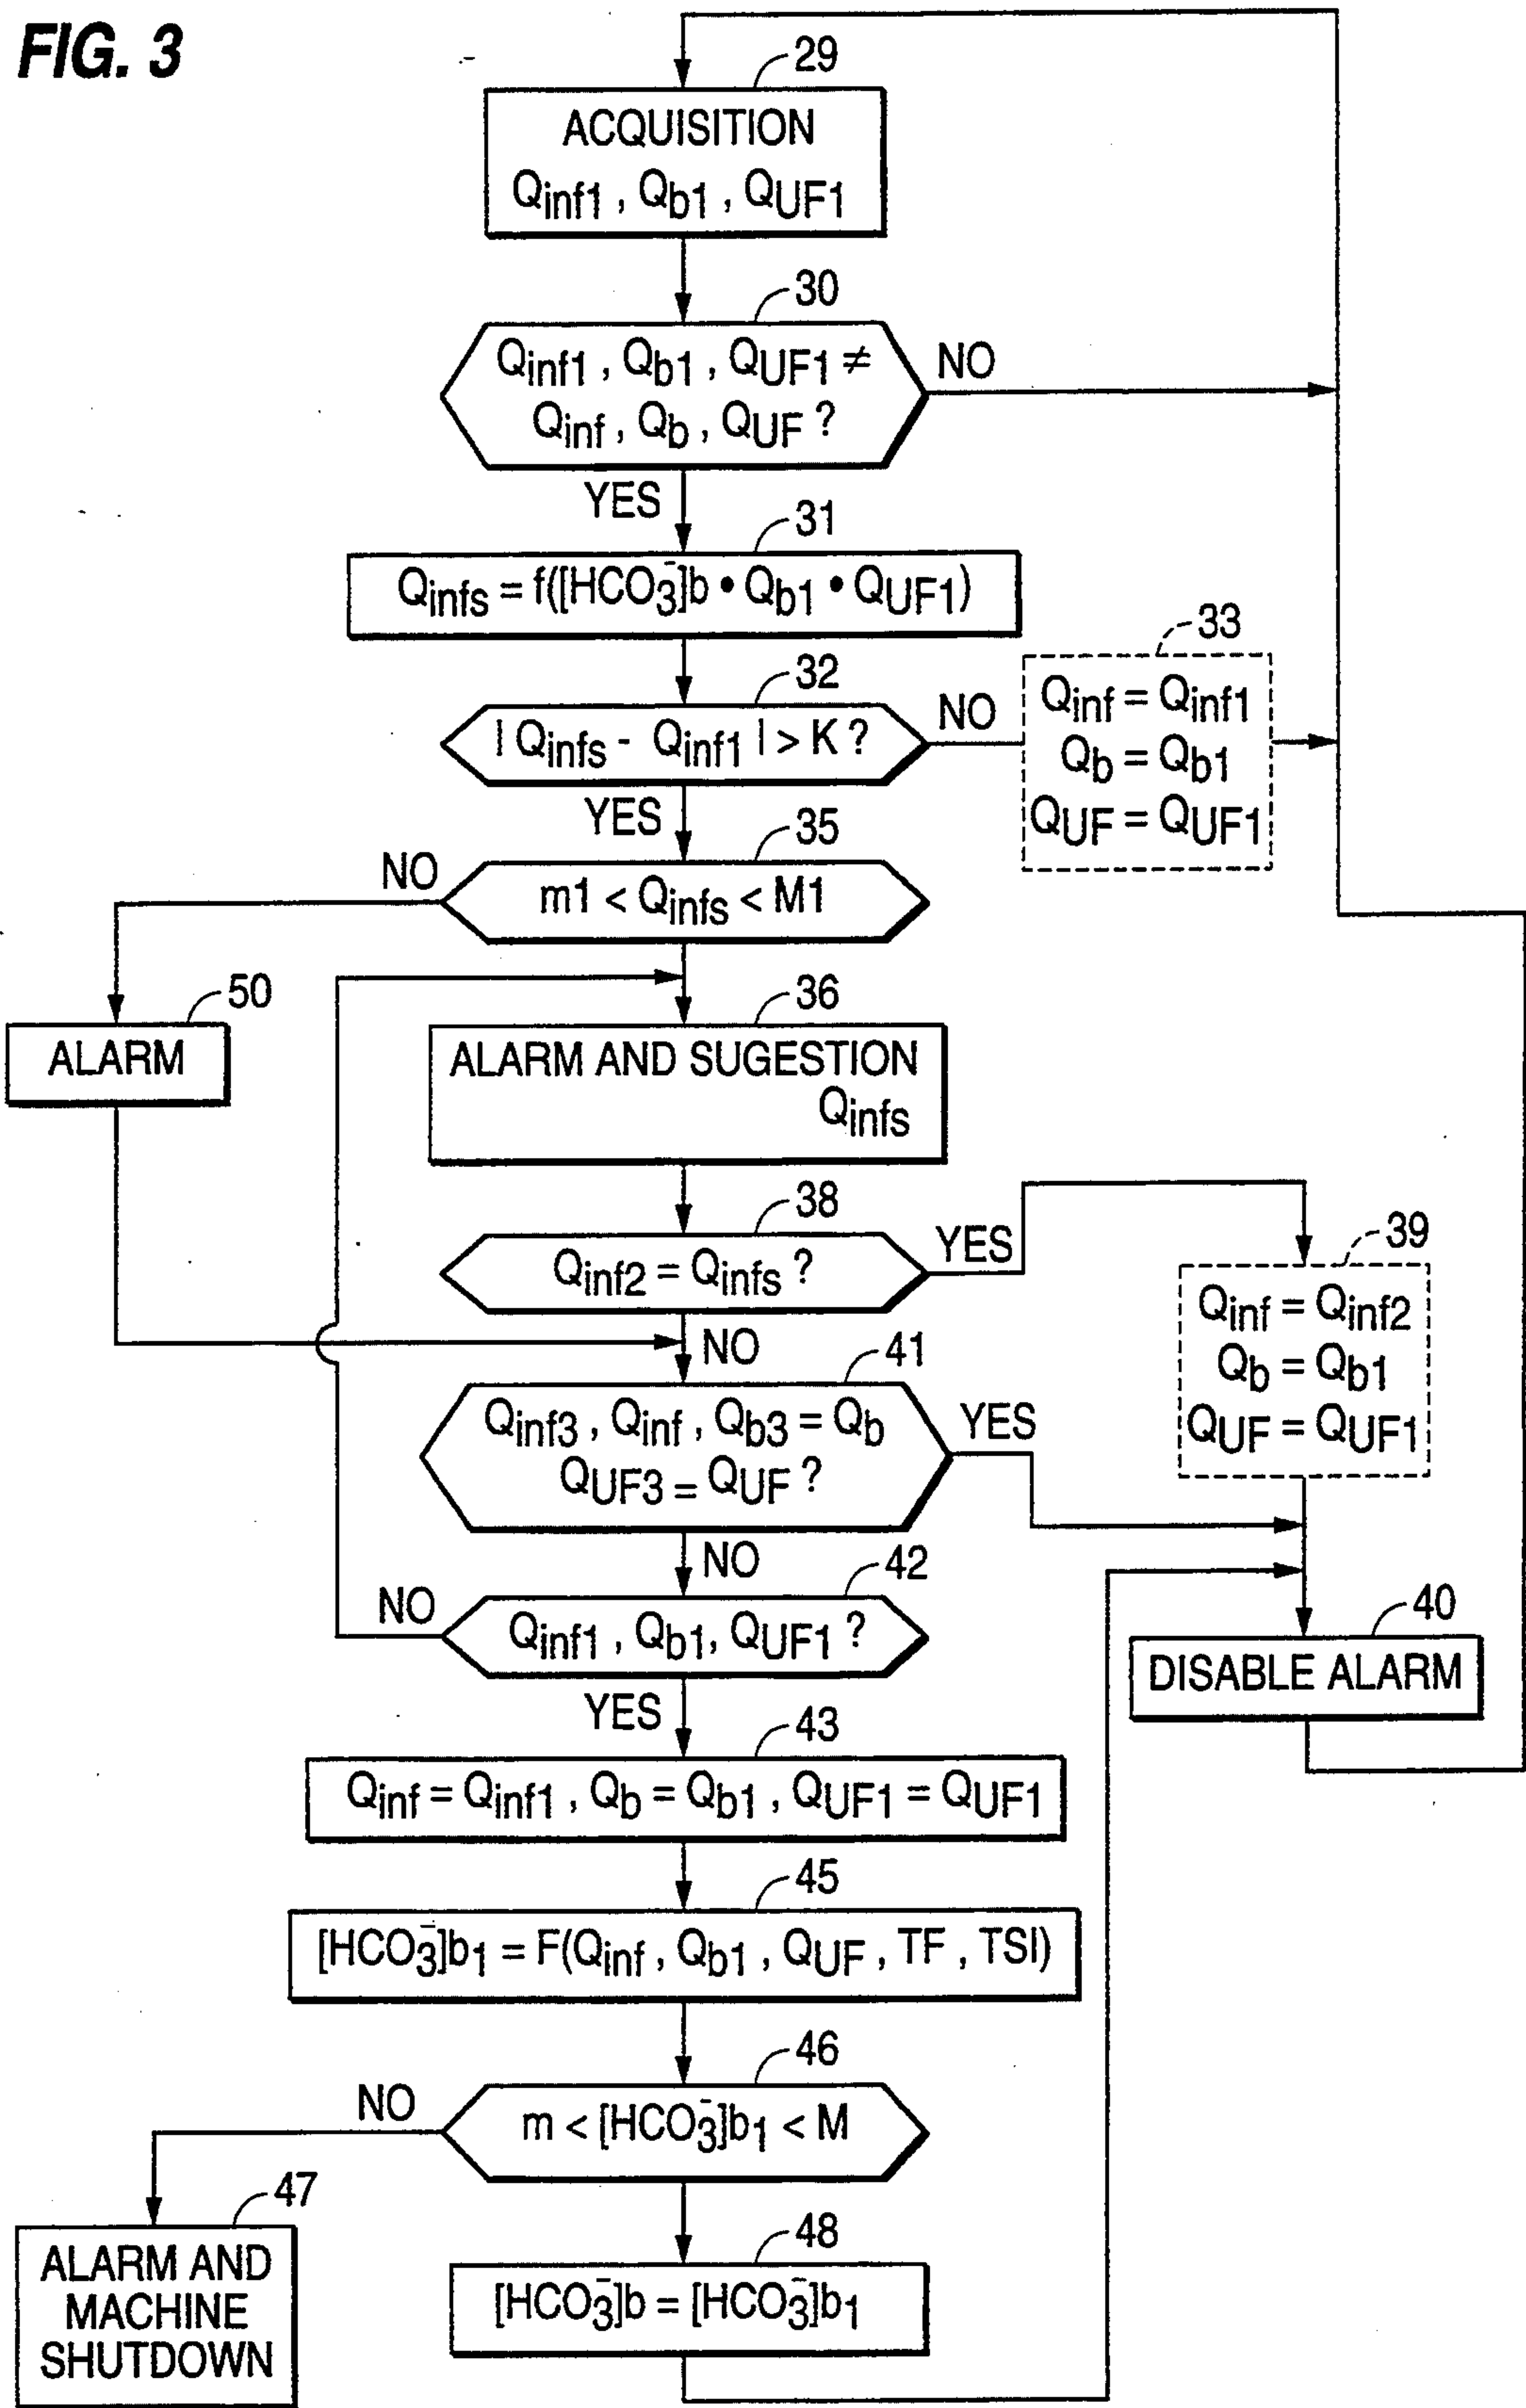 FIG. 3
29
ACQUISITION
Qinf1 , Qb1 , QUF1
30
Qinf1 , Qb1 , QUF1 ≠
Qinf , Qb , QUF ?
NO
YES
31
Qinfs = f([HCO3̄]b • Qb1 • QUF1)
32
| Qinfs - Qinf1 | > K ?
NO
33
Qinf = Qinf1
Qb = Qb1
QUF = QUF1
YES
35
m1 < Qinfs < M1
NO
50
ALARM
36
ALARM AND SUGESTION
Qinfs
38
Qinf2 = Qinfs ?
YES
39
Qinf = Qinf2
Qb = Qb1
QUF = QUF1
NO
41
Qinf3 , Qinf , Qb3 = Qb
QUF3 = QUF ?
YES
NO
42
Qinf1 , Qb1, QUF1 ?
NO
40
DISABLE ALARM
YES
43
Qinf = Qinf1 , Qb = Qb1 , QUF1 = QUF1
45
[HCO3̄]b1 = F(Qinf , Qb1 , QUF , TF , TSI)
46
m < [HCO3̄]b1 < M
NO
47
ALARM AND
MACHINE
SHUTDOWN
48
[HCO3̄]b = [HCO3̄]b1